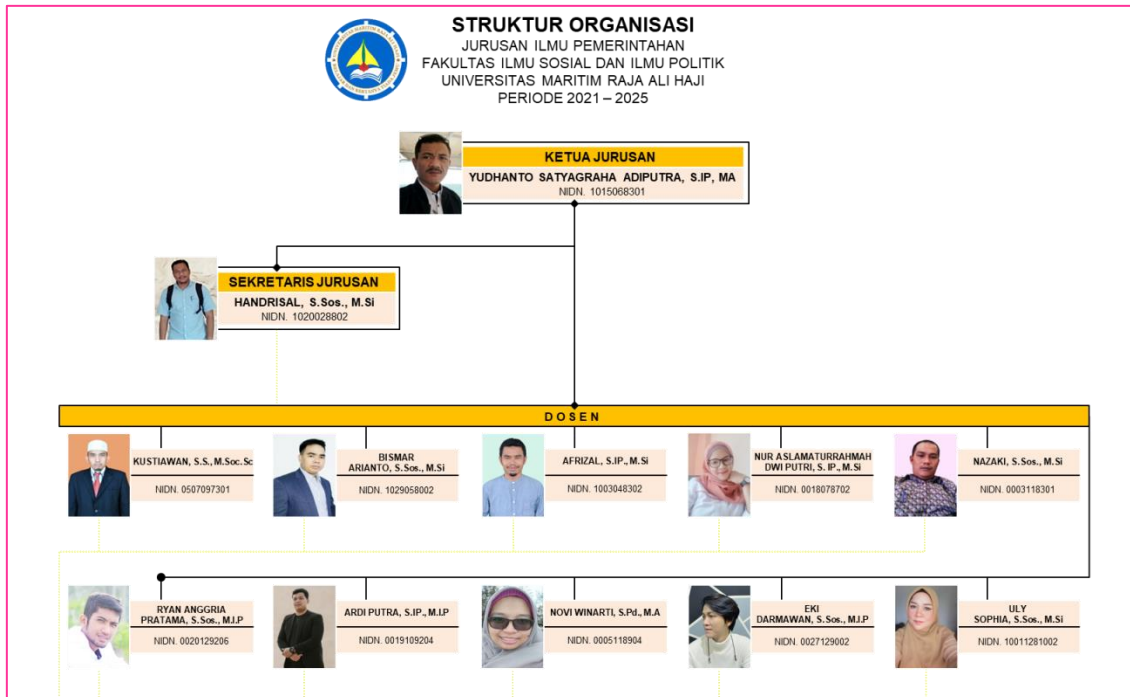 STRUKTUR ORGANISASI
JURUSAN ILMU PEMERINTAHAN
FAKULTAS ILMU SOSIAL DAN ILMU POLITIK
UNIVERSITAS MARITIM RAJA ALI HAJI
PERIODE 2021 – 2025
KETUA JURUSAN
YUDHANTO SATYAGRAHA ADIPUTRA, S.IP, MA
NIDN. 1015068301
SEKRETARIS JURUSAN
HANDRISAL, S.Sos., M.Si
NIDN. 1020028802
DOSEN
KUSTIAWAN, S.S., M.Soc.Sc
NIDN. 0507097301
BISMAR
ARIANTO, S.Sos., M.Si
NIDN. 1029058002
AFRIZAL, S.IP., M.Si
NIDN. 1003048302
NUR ASLAMATURRAHMAH
DWI PUTRI, S. IP., M.Si
NIDN. 0018078702
NAZAKI, S.Sos., M.Si
NIDN. 0003118301
RYAN ANGGRIA
PRATAMA, S.Sos., M.I.P
NIDN. 0020129206
ARDI PUTRA, S.IP., M.I.P
NIDN. 0019109204
NOVI WINARTI, S.Pd., M.A
NIDN. 0005118904
EKI
DARMAWAN, S.Sos., M.I.P
NIDN. 0027129002
ULY
SOPHIA, S.Sos., M.Si
NIDN. 10011281002